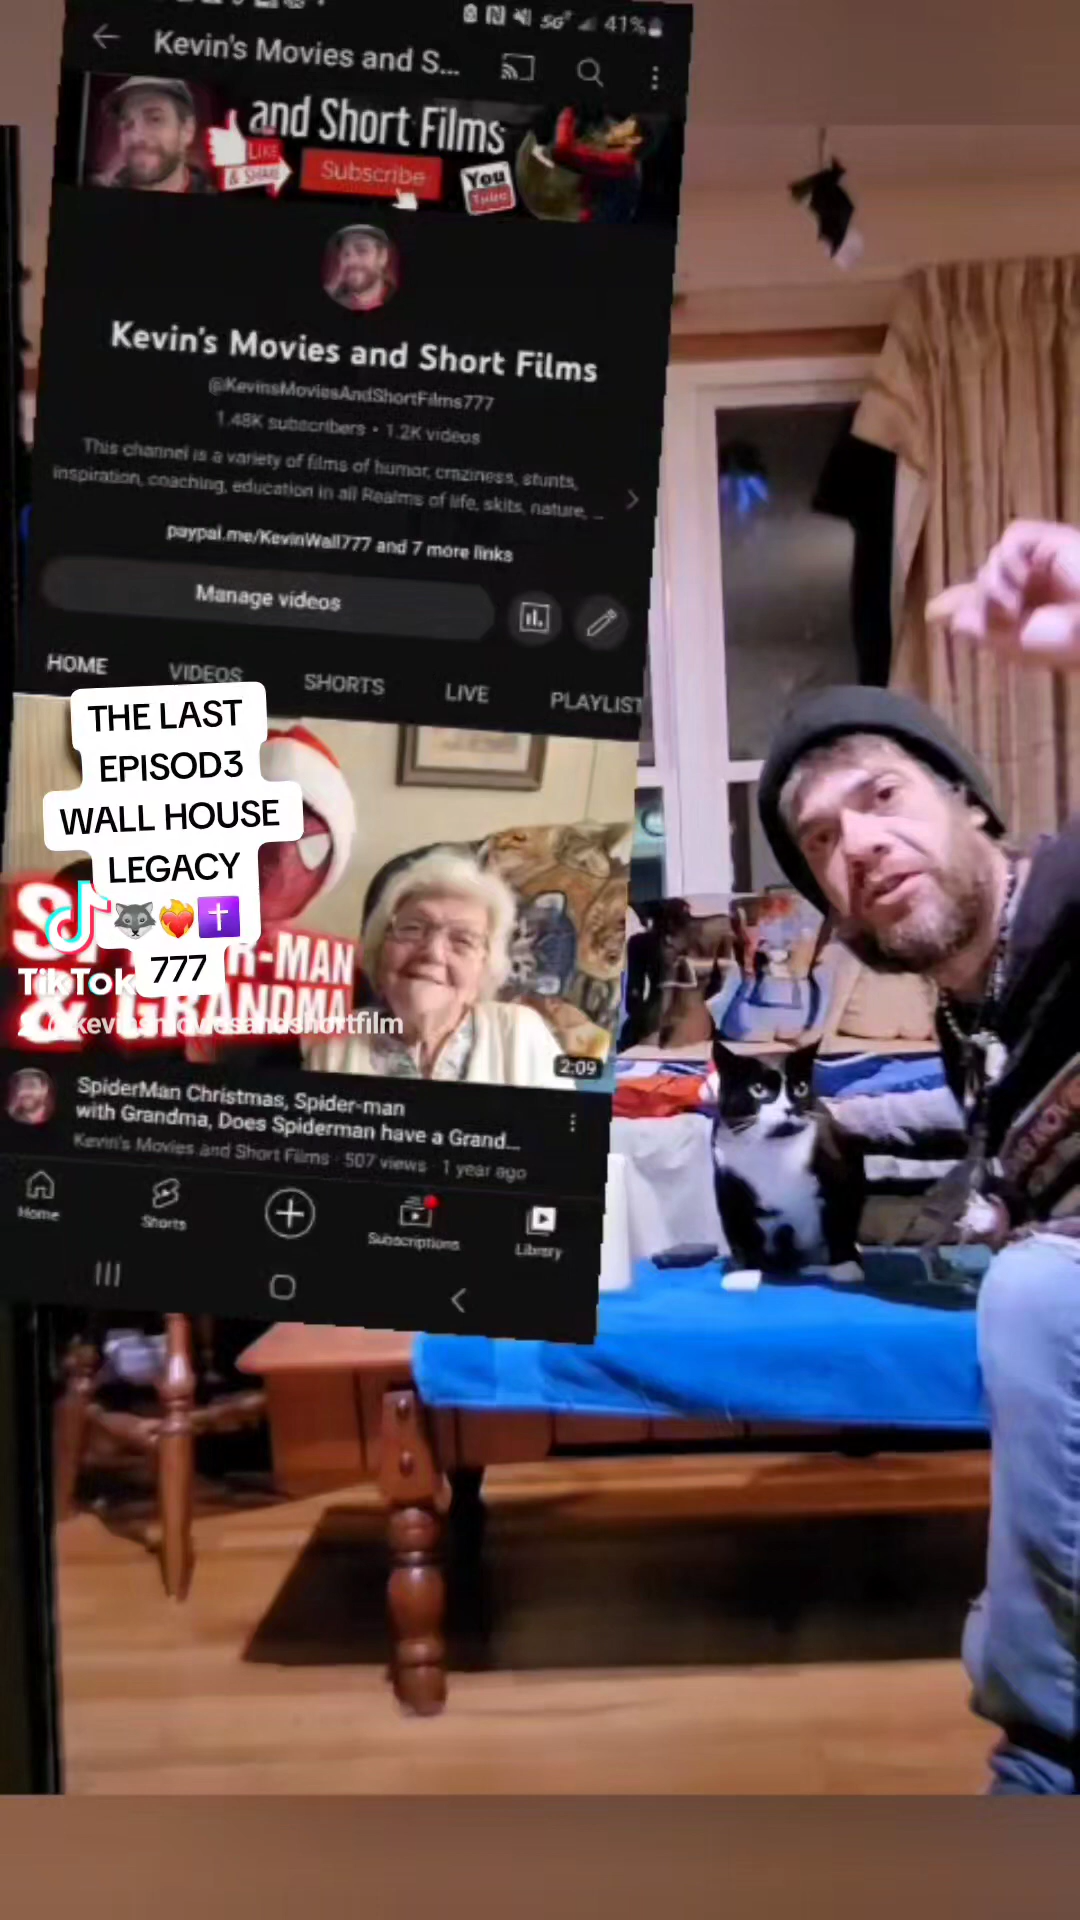 5G 41%
Kevin's Movies and S...
and Short Films
LIKE
& SHARE
Subscribe
You
Tube
Kevin's Movies and Short Films
@KevinsMoviesAndShortFilms777
1.48K subscribers • 1.2K videos
This channel is a variety of films of humor, craziness, stunts,
inspiration, coaching, education in all Realms of life, skits, nature, ...
paypal.me/KevinWall777 and 7 more links
Manage videos
HOME VIDEOS SHORTS LIVE PLAYLIST
THE LAST
EPISOD3
WALL HOUSE
LEGACY
🐺❤️‍🔥✝️
777
R-MAN
& GRANDMA
TikTok
@kevinsmoviesandshortfilm
2:09
SpiderMan Christmas, Spider-man
with Grandma, Does Spiderman have a Grand...
Kevin's Movies and Short Films · 507 views · 1 year ago
Home Shorts Subscriptions Library